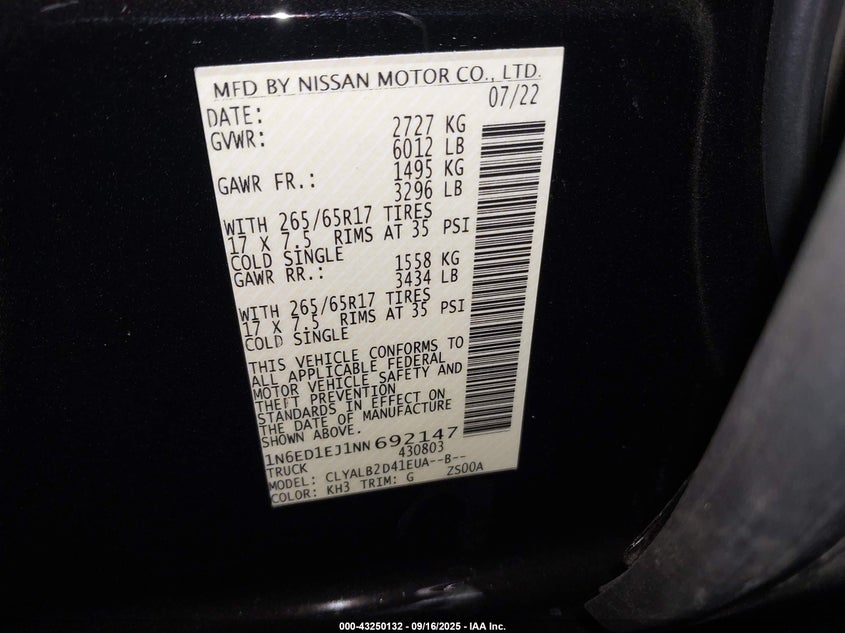 MFD BY NISSAN MOTOR CO., LTD.
DATE: 07/22
GVWR: 2727 KG
6012 LB
GAWR FR.: 1495 KG
3296 LB
WITH 265/65R17 TIRES
17 X 7.5 RIMS AT 35 PSI
COLD SINGLE
GAWR RR.: 1558 KG
3434 LB
WITH 265/65R17 TIRES
17 X 7.5 RIMS AT 35 PSI
COLD SINGLE
THIS VEHICLE CONFORMS TO
ALL APPLICABLE FEDERAL
MOTOR VEHICLE SAFETY AND
THEFT PREVENTION
STANDARDS IN EFFECT ON
THE DATE OF MANUFACTURE
SHOWN ABOVE.
1N6ED1EJ1NN692147
TRUCK 430803
MODEL: CLYALB2D41EUA--B--
COLOR: KH3 TRIM: G ZS00A
000-43250132 - 09/16/2025 - IAA Inc.